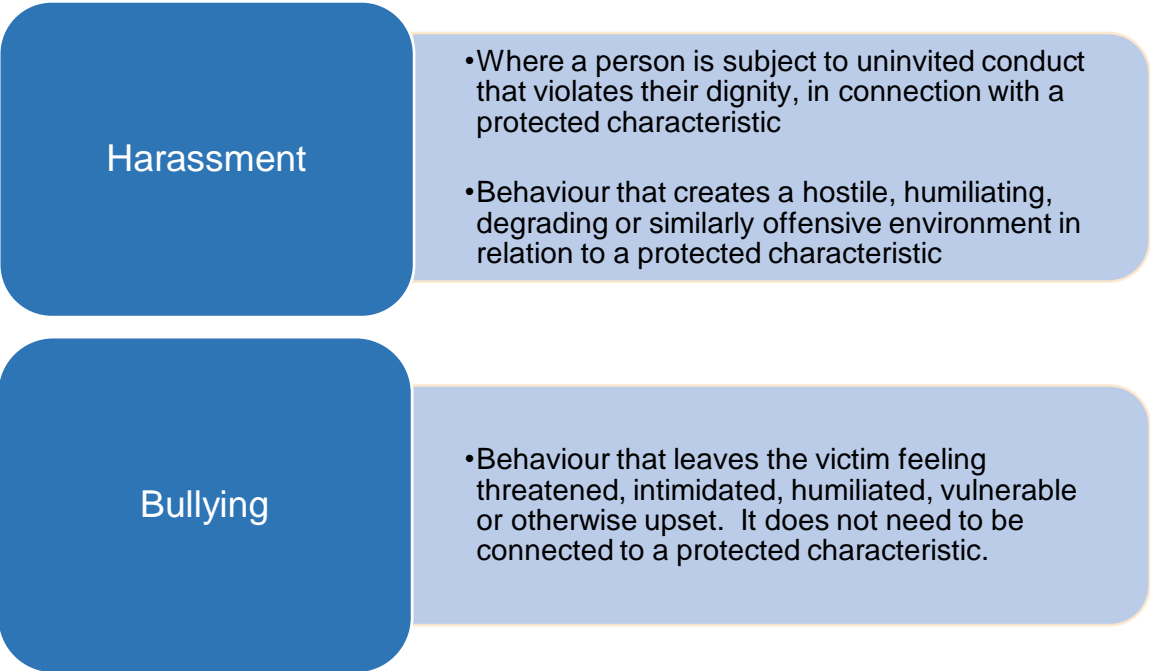 Harassment
•Where a person is subject to uninvited conduct
that violates their dignity, in connection with a
protected characteristic
•Behaviour that creates a hostile, humiliating,
degrading or similarly offensive environment in
relation to a protected characteristic
Bullying
•Behaviour that leaves the victim feeling
threatened, intimidated, humiliated, vulnerable
or otherwise upset.  It does not need to be
connected to a protected characteristic.